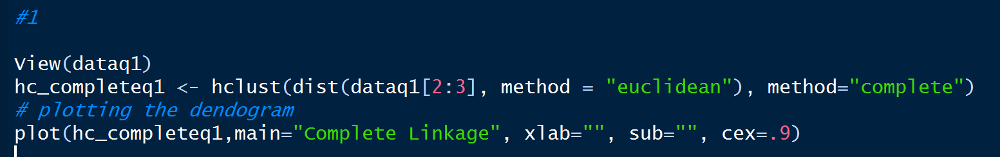 #1
View(dataq1)
hc_completeq1 <- hclust(dist(dataq1[2:3], method = "euclidean"), method="complete")
# plotting the dendogram
plot(hc_completeq1,main="Complete Linkage", xlab="", sub="", cex=.9)